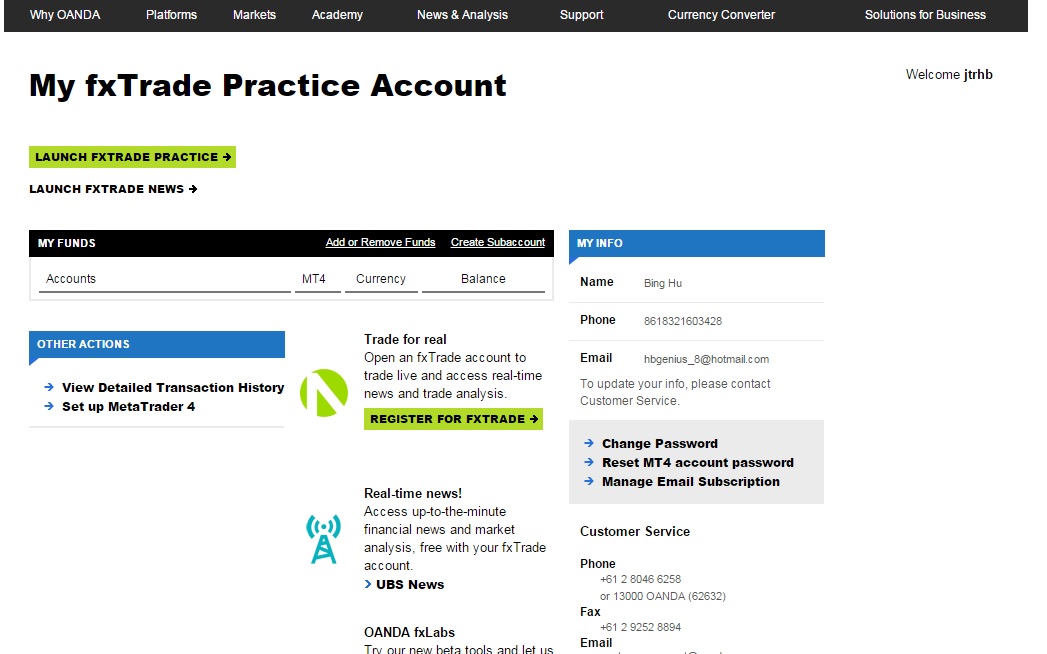 Why OANDA Platforms Markets Academy News & Analysis Support Currency Converter Solutions for Business
Welcome jtrhb
My fxTrade Practice Account
LAUNCH FXTRADE PRACTICE →
LAUNCH FXTRADE NEWS →
MY FUNDS Add or Remove Funds Create Subaccount
Accounts MT4 Currency Balance
OTHER ACTIONS
→ View Detailed Transaction History
→ Set up MetaTrader 4
Trade for real
Open an fxTrade account to
trade live and access real-time
news and trade analysis.
REGISTER FOR FXTRADE →
Real-time news!
Access up-to-the-minute
financial news and market
analysis, free with your fxTrade
account.
› UBS News
OANDA fxLabs
Try our new beta tools and let us
MY INFO
Name Bing Hu
Phone 8618321603428
Email hbgenius_8@hotmail.com
To update your info, please contact
Customer Service.
→ Change Password
→ Reset MT4 account password
→ Manage Email Subscription
Customer Service
Phone
+61 2 8046 6258
or 13000 OANDA (62632)
Fax
+61 2 9252 8894
Email